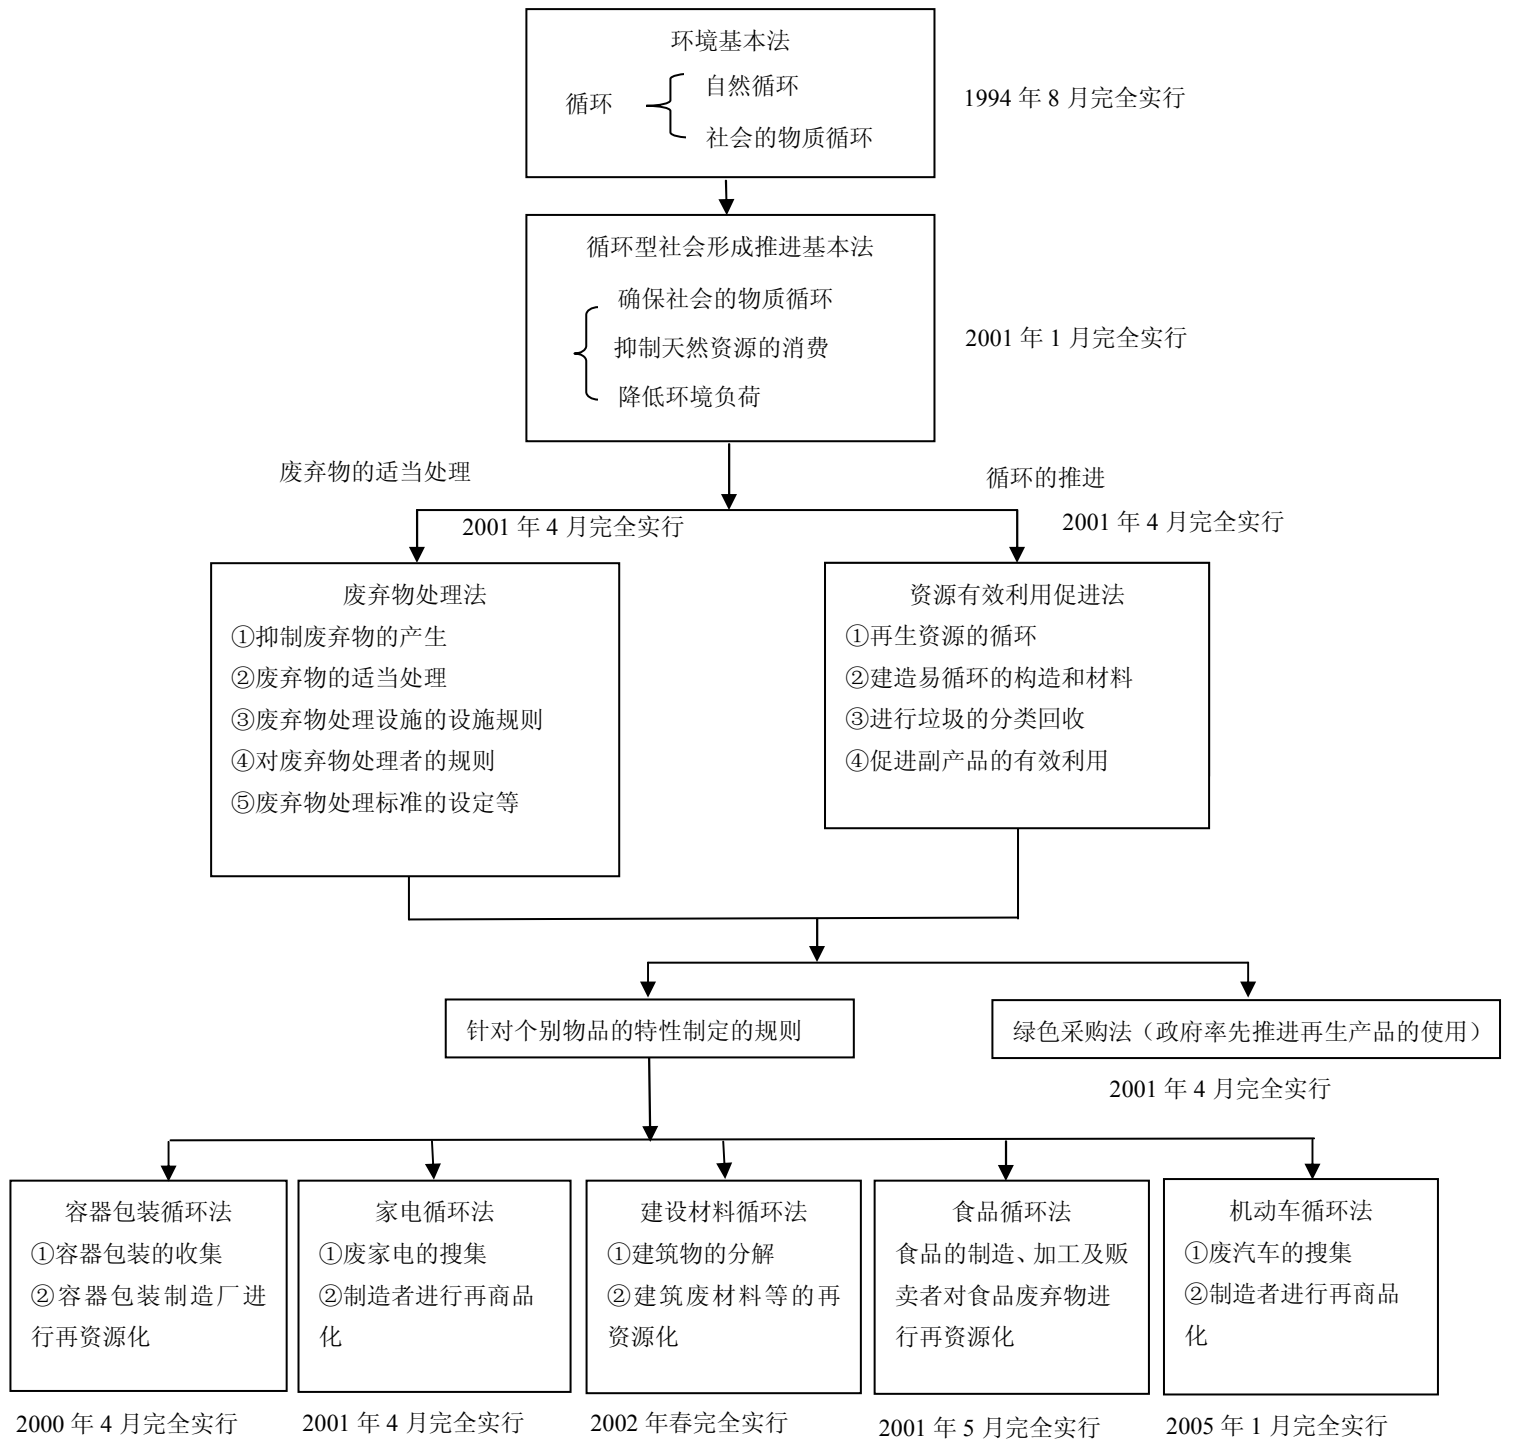 环境基本法
循环
自然循环
社会的物质循环
1994 年 8 月完全实行
循环型社会形成推进基本法
确保社会的物质循环
抑制天然资源的消费
降低环境负荷
2001 年 1 月完全实行
废弃物的适当处理
循环的推进
2001 年 4 月完全实行
2001 年 4 月完全实行
废弃物处理法
①抑制废弃物的产生
②废弃物的适当处理
③废弃物处理设施的设施规则
④对废弃物处理者的规则
⑤废弃物处理标准的设定等
资源有效利用促进法
①再生资源的循环
②建造易循环的构造和材料
③进行垃圾的分类回收
④促进副产品的有效利用
针对个别物品的特性制定的规则
绿色采购法（政府率先推进再生产品的使用）
2001 年 4 月完全实行
容器包装循环法
①容器包装的收集
②容器包装制造厂进
行再资源化
2000 年 4 月完全实行
家电循环法
①废家电的搜集
②制造者进行再商品
化
2001 年 4 月完全实行
建设材料循环法
①建筑物的分解
②建筑废材料等的再
资源化
2002 年春完全实行
食品循环法
食品的制造、加工及贩
卖者对食品废弃物进
行再资源化
2001 年 5 月完全实行
机动车循环法
①废汽车的搜集
②制造者进行再商品
化
2005 年 1 月完全实行